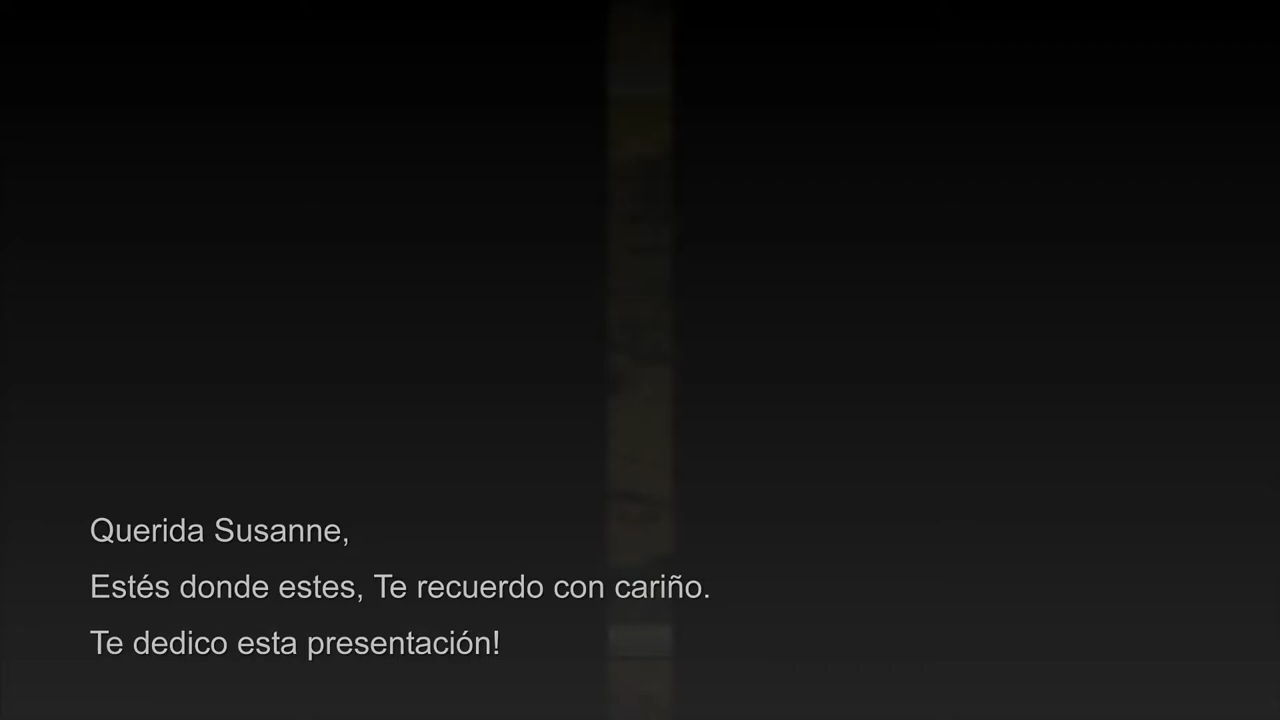 Querida Susanne,
Estés donde estes, Te recuerdo con cariño.
Te dedico esta presentación!